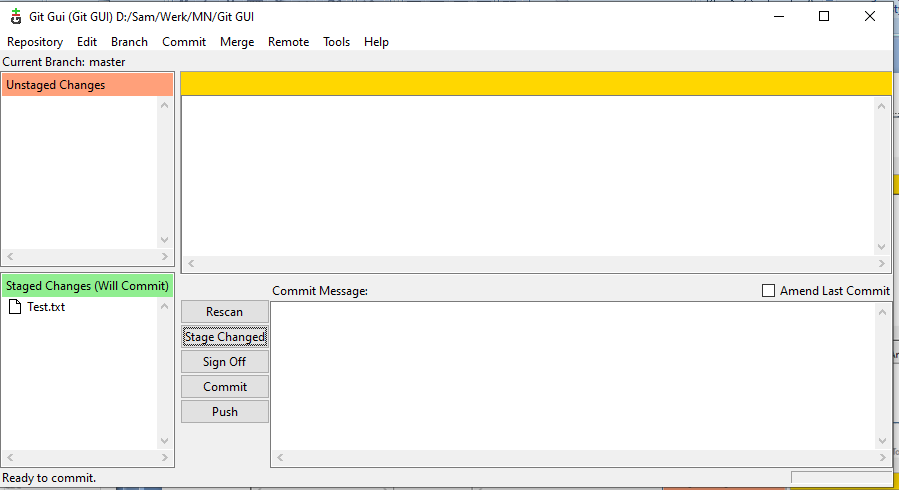 Git Gui (Git GUI) D:/Sam/Werk/MN/Git GUI
Repository Edit Branch Commit Merge Remote Tools Help
Current Branch: master
Unstaged Changes
Staged Changes (Will Commit)
Test.txt
Commit Message:
Amend Last Commit
Rescan
Stage Changed
Sign Off
Commit
Push
Ready to commit.